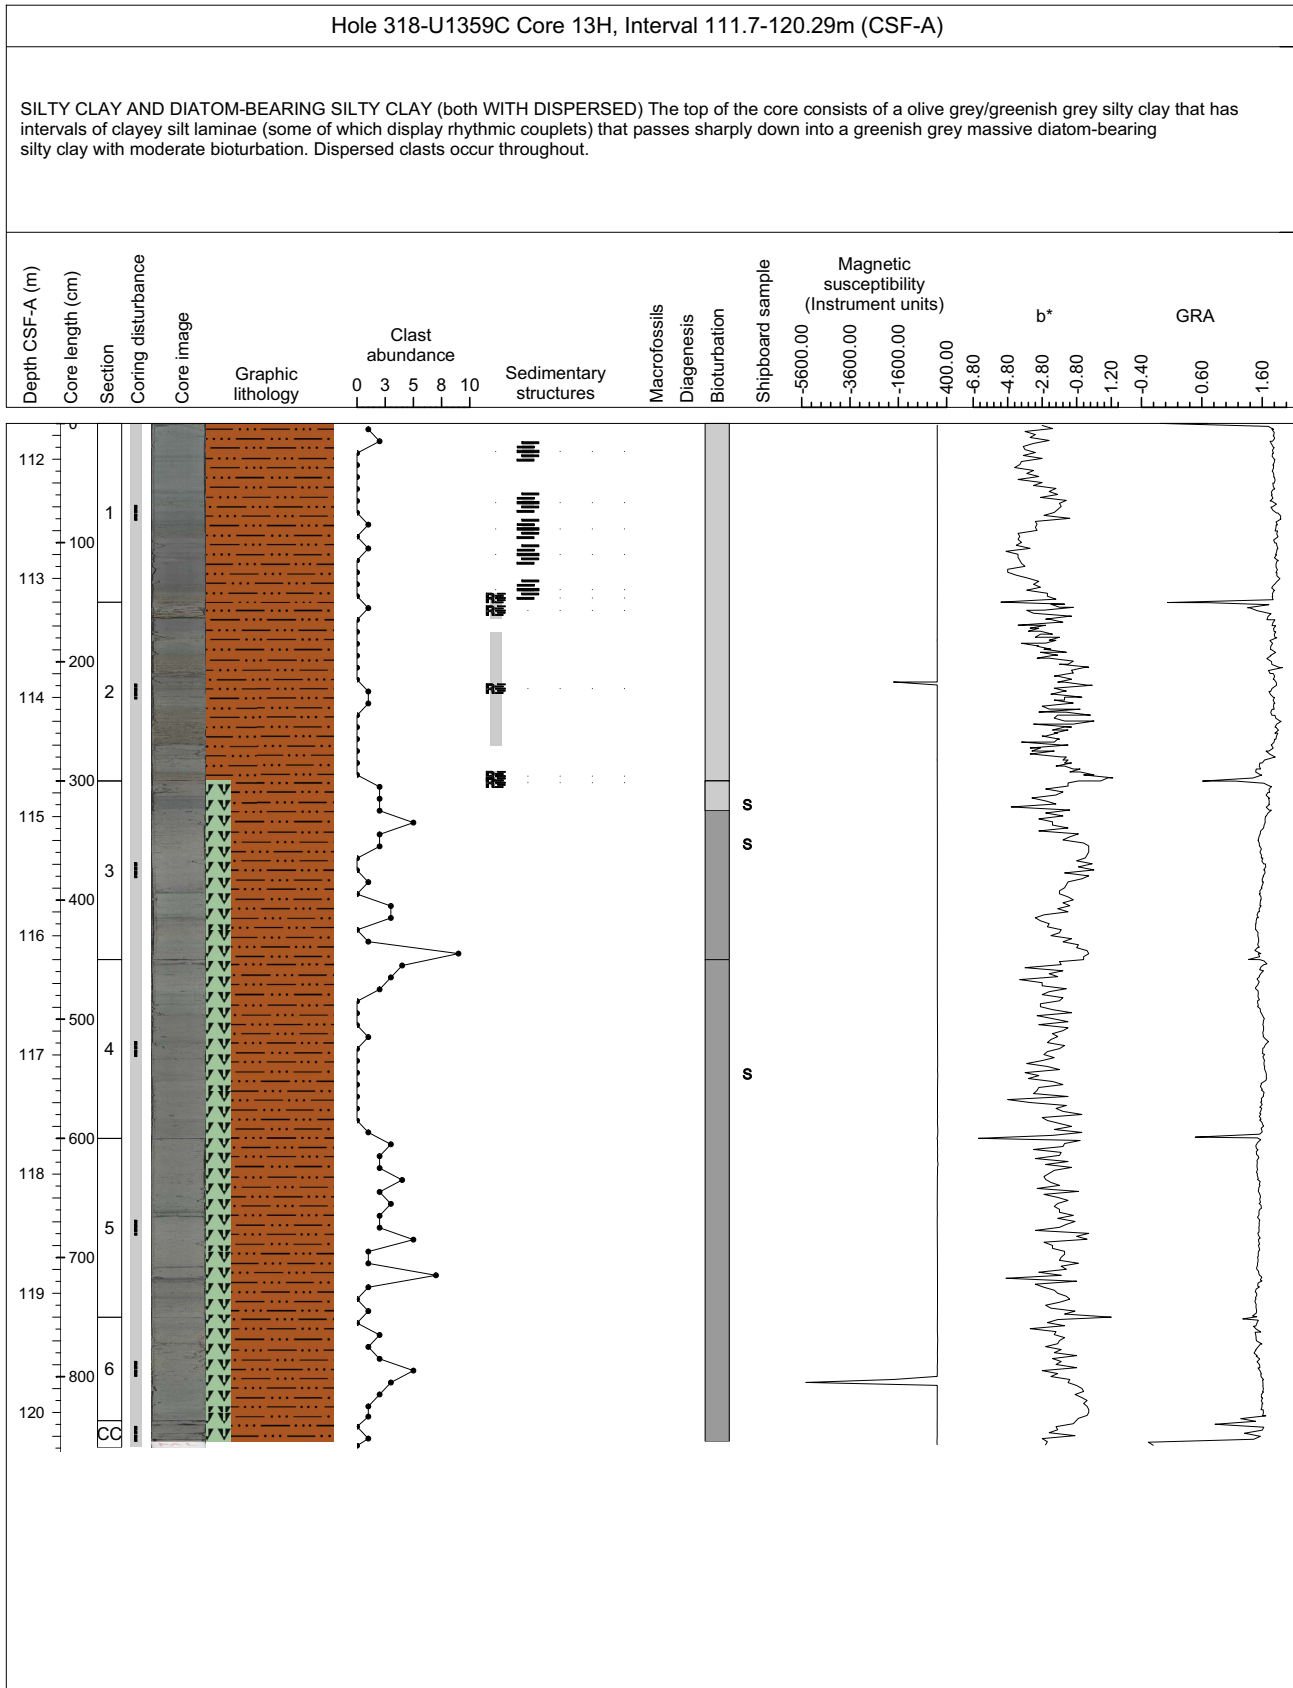 Hole 318-U1359C Core 13H, Interval 111.7-120.29m (CSF-A)
SILTY CLAY AND DIATOM-BEARING SILTY CLAY (both WITH DISPERSED) The top of the core consists of a olive grey/greenish grey silty clay that has
intervals of clayey silt laminae (some of which display rhythmic couplets) that passes sharply down into a greenish grey massive diatom-bearing
silty clay with moderate bioturbation. Dispersed clasts occur throughout.
Depth CSF-A (m)
Core length (cm)
Section
Coring disturbance
Core image
Graphic
lithology
Clast
abundance
0 3 5 8 10
Sedimentary
structures
Macrofossils
Diagenesis
Bioturbation
Shipboard sample
Magnetic
susceptibility
(Instrument units)
-5600.00
-3600.00
-1600.00
400.00
b*
-6.80
-4.80
-2.80
-0.80
1.20
GRA
-0.40
0.60
1.60
0
112
1
100
113
200
2
114
300
115
S
S
3
400
116
500
4
117
S
600
118
5
700
119
6
800
120
CC